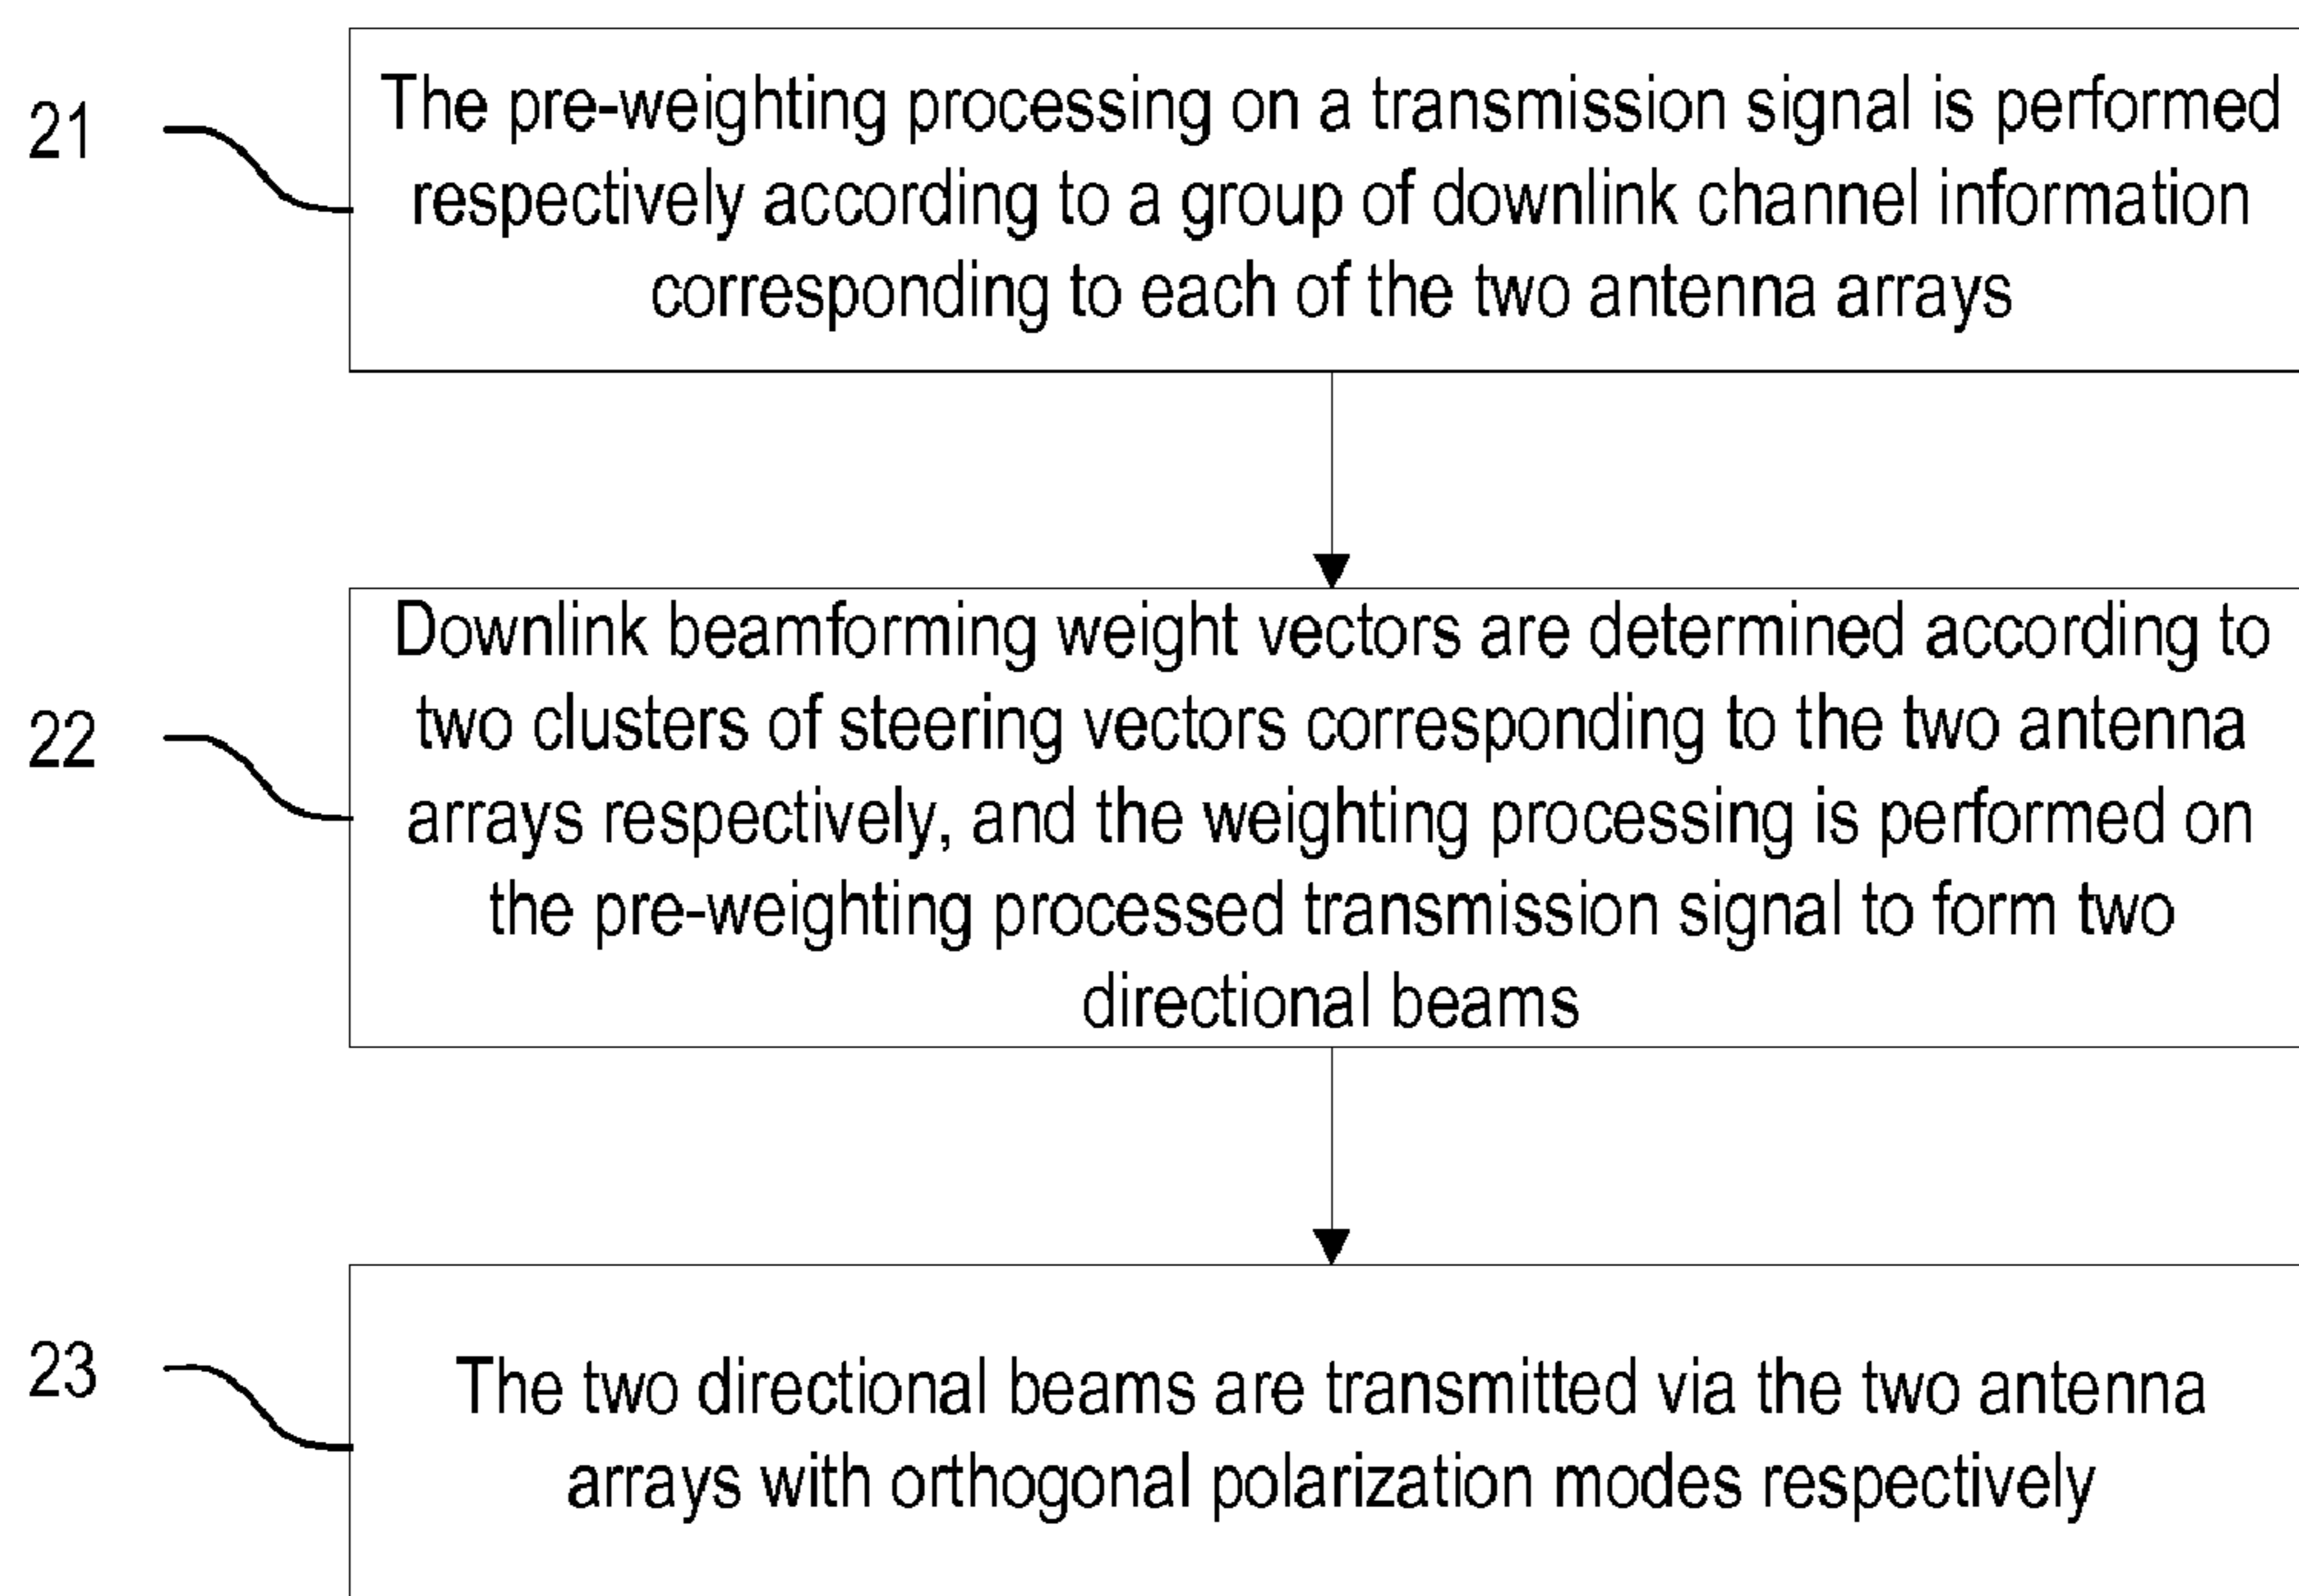 21
The pre-weighting processing on a transmission signal is performed
respectively according to a group of downlink channel information
corresponding to each of the two antenna arrays
22
Downlink beamforming weight vectors are determined according to
two clusters of steering vectors corresponding to the two antenna
arrays respectively, and the weighting processing is performed on
the pre-weighting processed transmission signal to form two
directional beams
23
The two directional beams are transmitted via the two antenna
arrays with orthogonal polarization modes respectively